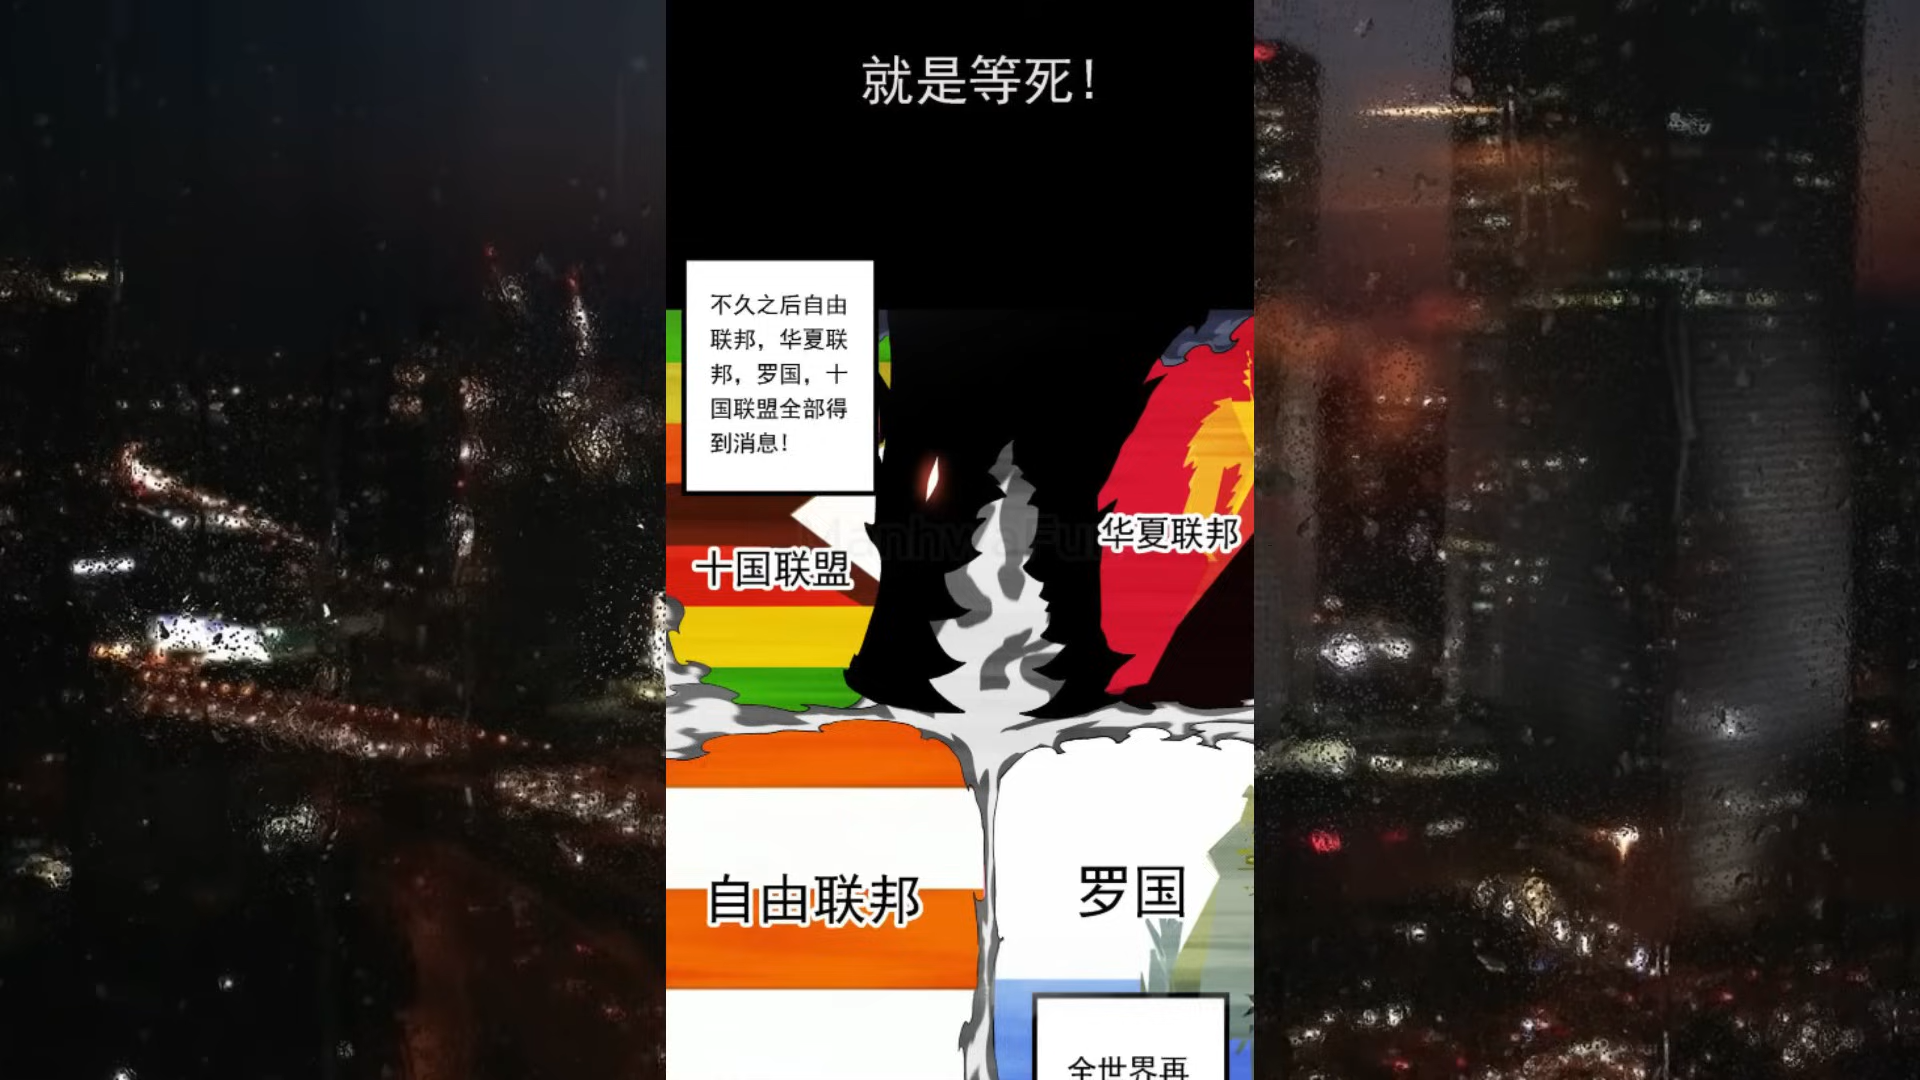 就是等死！
不久之后自由
联邦，华夏联
邦，罗国，十
国联盟全部得
到消息！
华夏联邦
十国联盟
自由联邦
罗国
全世界再